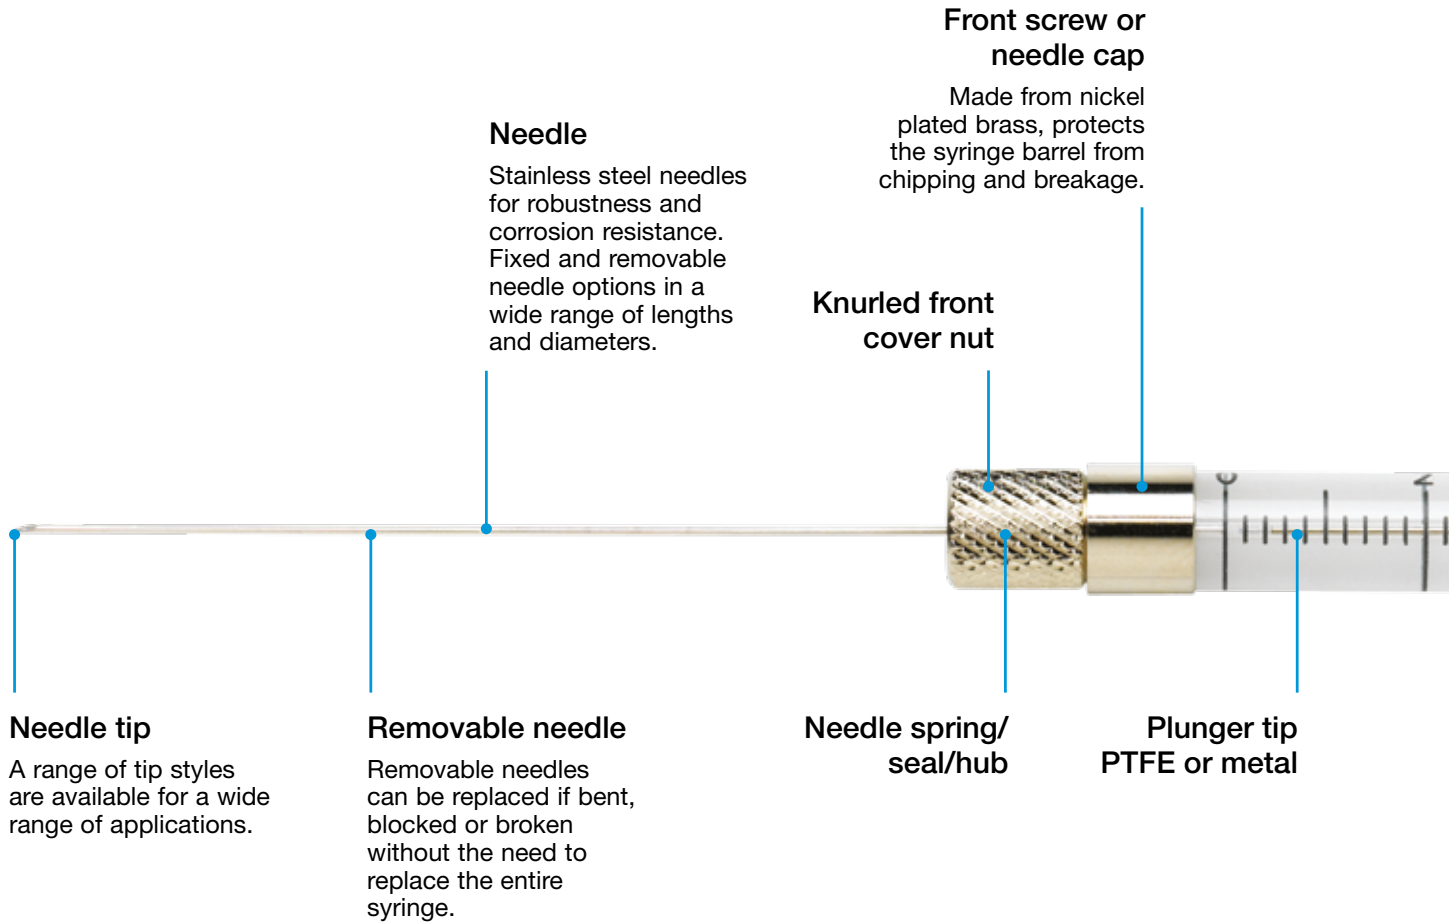 Front screw or
needle cap
Made from nickel
plated brass, protects
the syringe barrel from
chipping and breakage.
Needle
Stainless steel needles
for robustness and
corrosion resistance.
Fixed and removable
needle options in a
wide range of lengths
and diameters.
Knurled front
cover nut
Needle tip
A range of tip styles
are available for a wide
range of applications.
Removable needle
Removable needles
can be replaced if bent,
blocked or broken
without the need to
replace the entire
syringe.
Needle spring/
seal/hub
Plunger tip
PTFE or metal